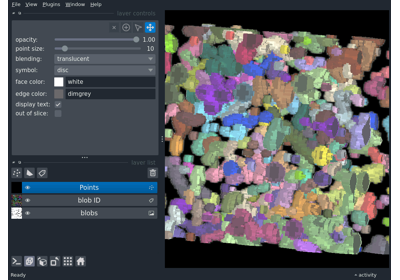 File View Plugins Window Help
layer controls
opacity: 1.00
point size: 10
blending: translucent
symbol: disc
face color: white
edge color: dimgrey
display text:
out of slice:
layer list
Points
blob ID
blobs
Ready
activity